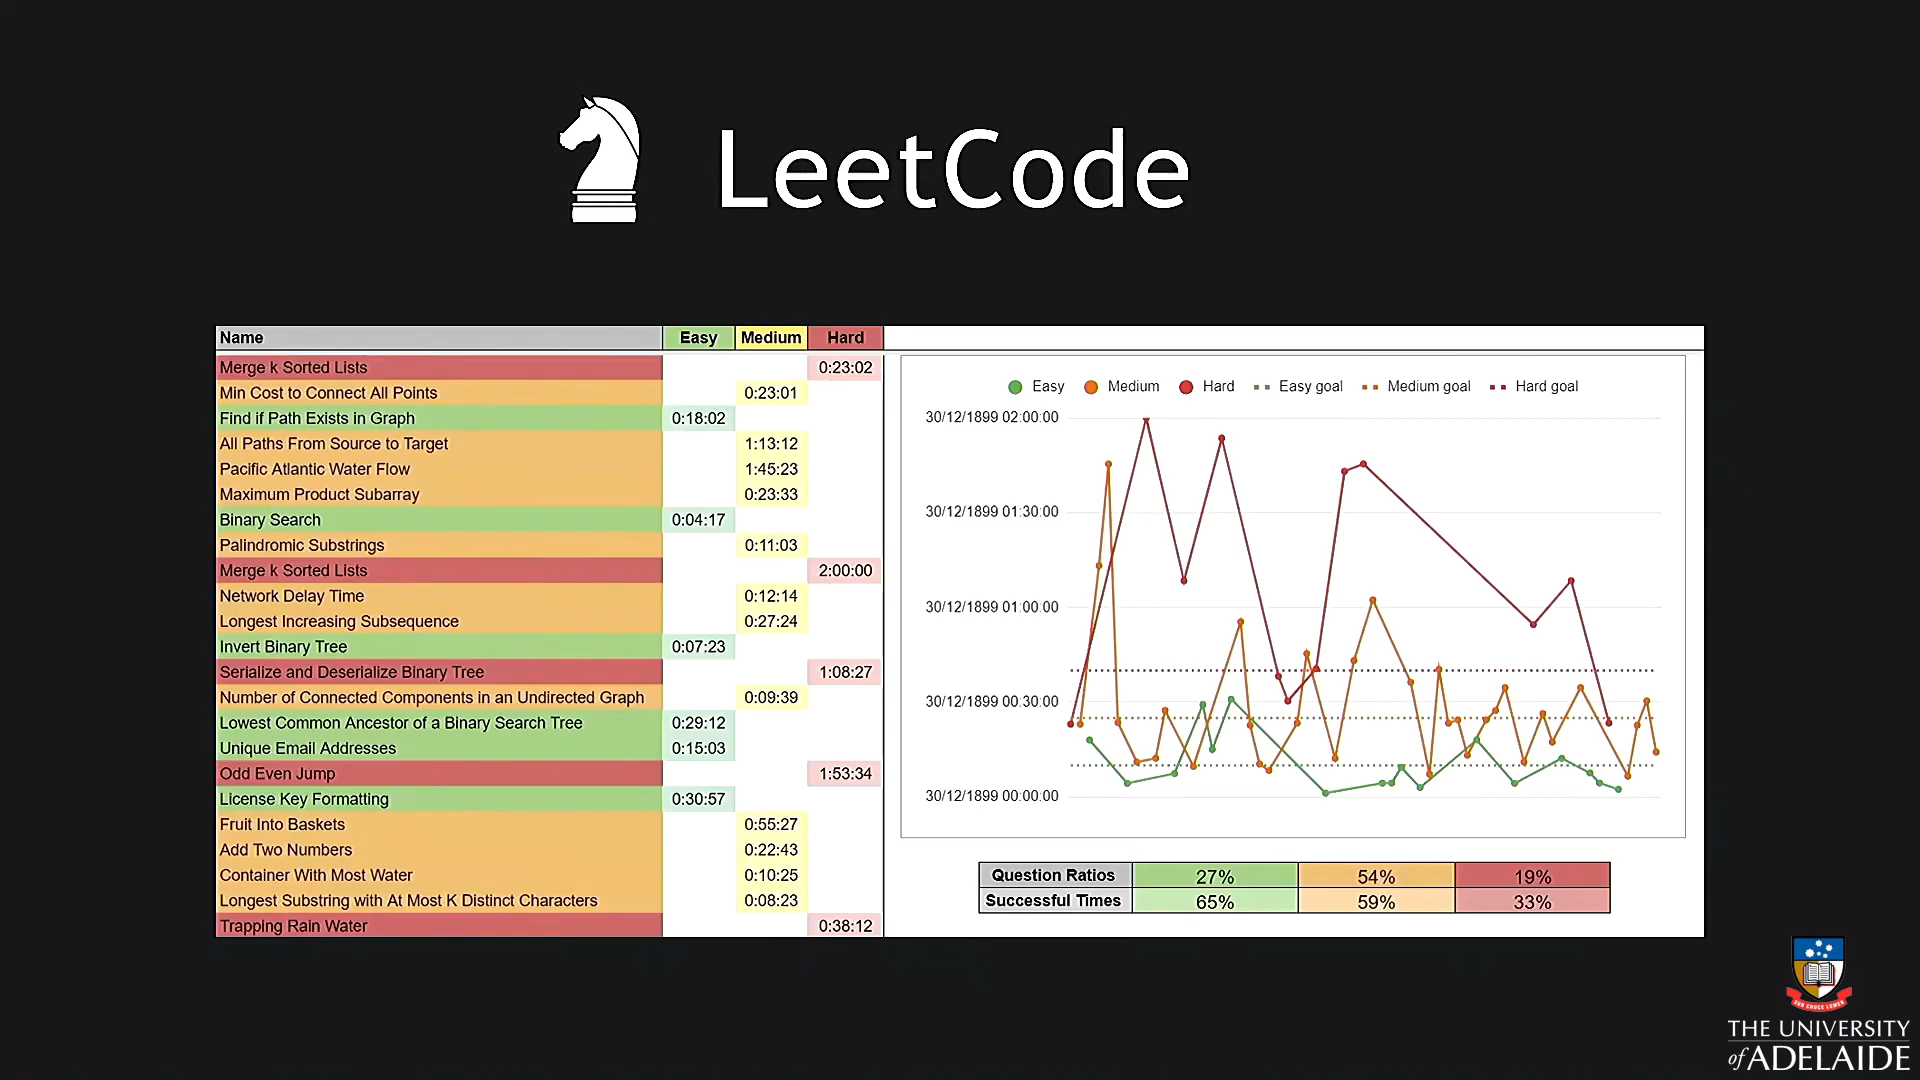 LeetCode
Name Easy Medium Hard
Merge k Sorted Lists 0:23:02
Min Cost to Connect All Points 0:23:01
Find if Path Exists in Graph 0:18:02
All Paths From Source to Target 1:13:12
Pacific Atlantic Water Flow 1:45:23
Maximum Product Subarray 0:23:33
Binary Search 0:04:17
Palindromic Substrings 0:11:03
Merge k Sorted Lists 2:00:00
Network Delay Time 0:12:14
Longest Increasing Subsequence 0:27:24
Invert Binary Tree 0:07:23
Serialize and Deserialize Binary Tree 1:08:27
Number of Connected Components in an Undirected Graph 0:09:39
Lowest Common Ancestor of a Binary Search Tree 0:29:12
Unique Email Addresses 0:15:03
Odd Even Jump 1:53:34
License Key Formatting 0:30:57
Fruit Into Baskets 0:55:27
Add Two Numbers 0:22:43
Container With Most Water 0:10:25
Longest Substring with At Most K Distinct Characters 0:08:23
Trapping Rain Water 0:38:12
Easy Medium Hard Easy goal Medium goal Hard goal
30/12/1899 02:00:00
30/12/1899 01:30:00
30/12/1899 01:00:00
30/12/1899 00:30:00
30/12/1899 00:00:00
Question Ratios 27% 54% 19%
Successful Times 65% 59% 33%
SUB CRUCE LUMEN
THE UNIVERSITY
of ADELAIDE